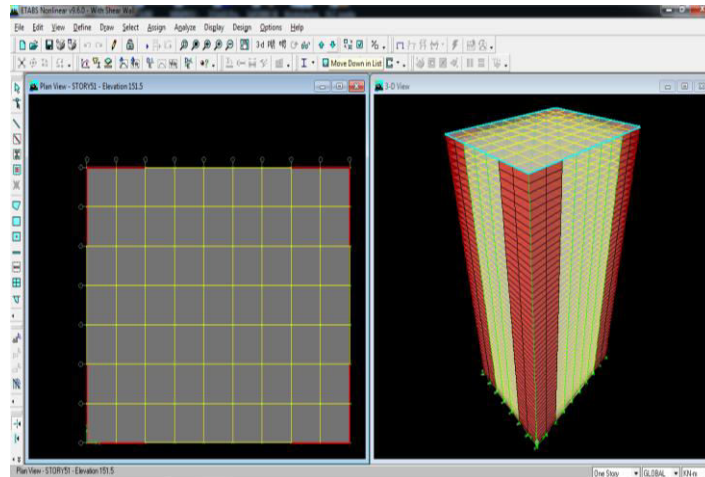 ETABS Nonlinear v9.6.0 - With Shear Wall
File Edit View Define Draw Select Assign Analyze Display Design Options Help
3d
Move Down in List
Plan View - STORY51 - Elevation 151.5
3-D View
Plan View - STORY51 - Elevation 151.5
One Story
GLOBAL
KN-m